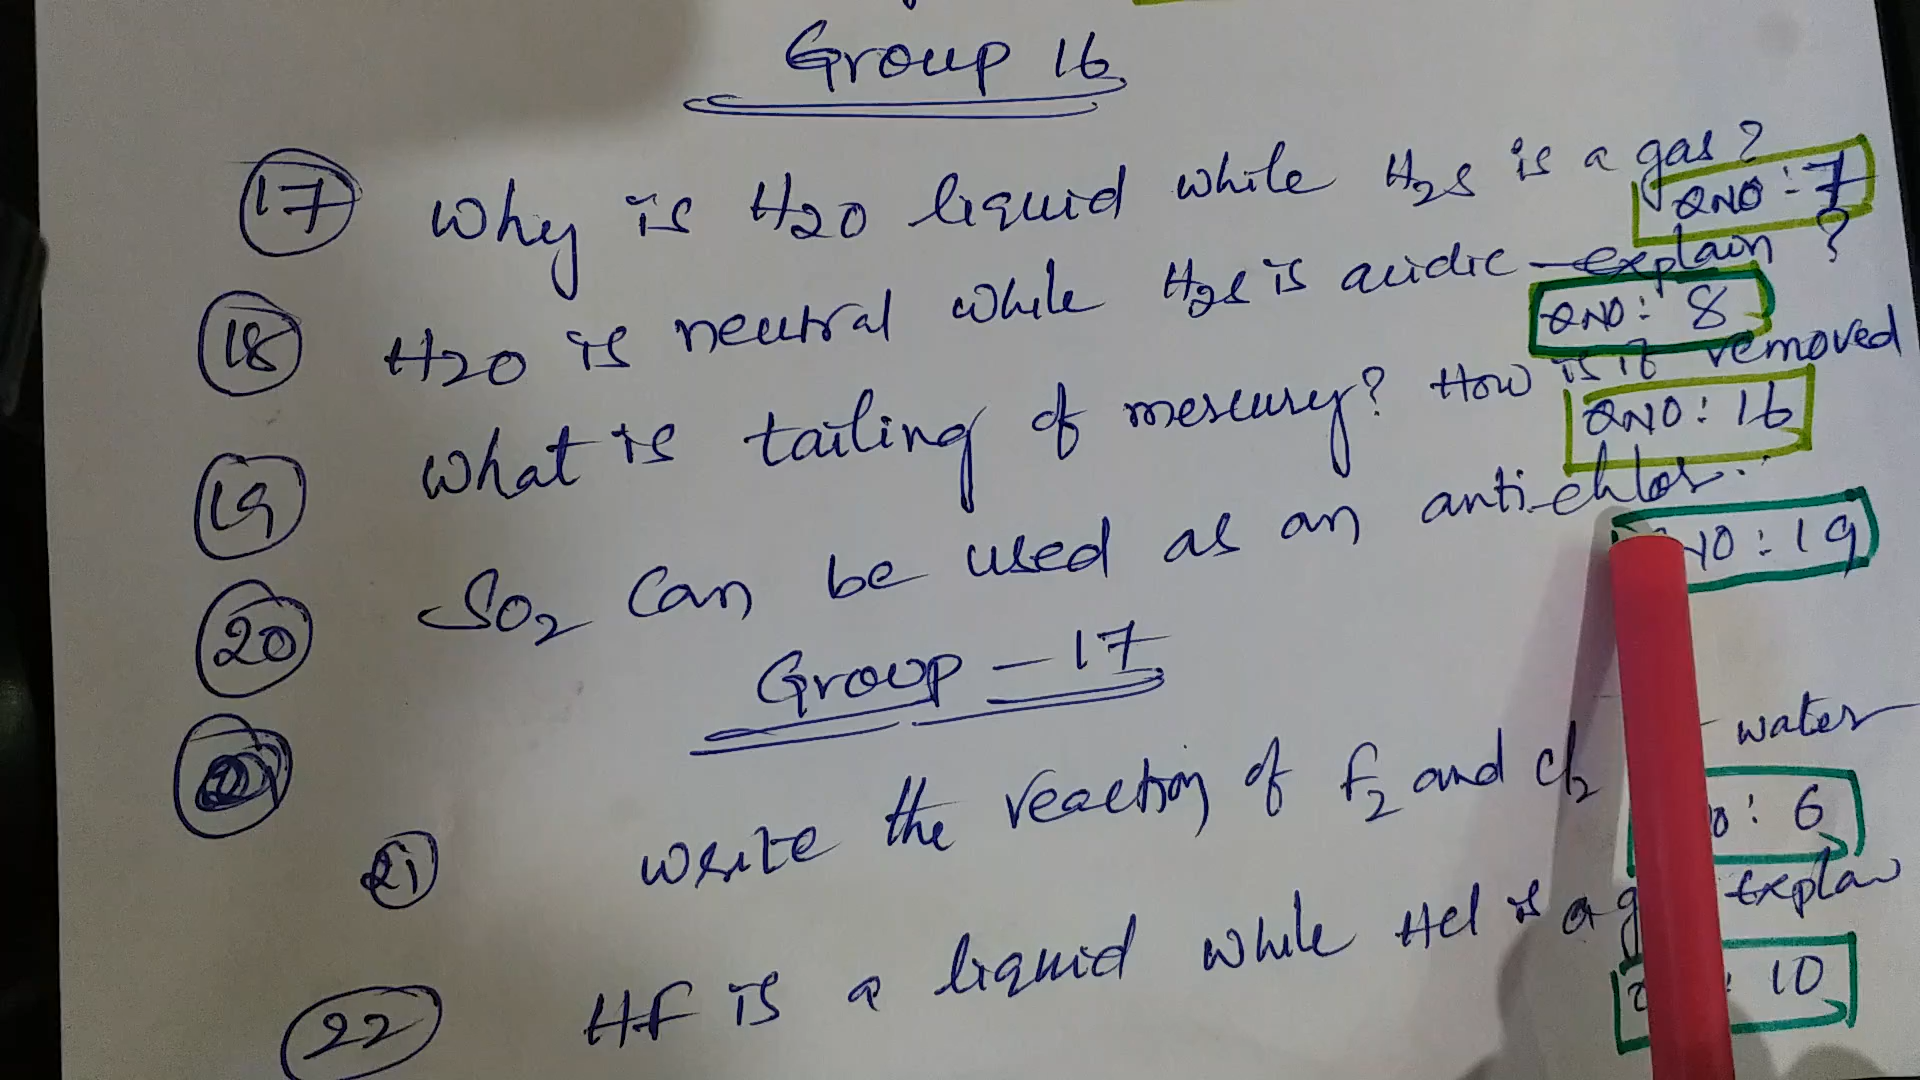 Group 16
17 Why is H2O liquid while H2S is a gas?
QNO:7
18 H2O is neutral while H2S is acidic - explain?
QNO: 8
19 What is tailing of mercury? How is it removed
QNO: 16
20 SO2 can be used as an antichlor.
NO: 19
Group - 17
21 Write the reaction of F2 and Cl2 water
: 6
22 HF is a liquid while HCl is a explain
: 10